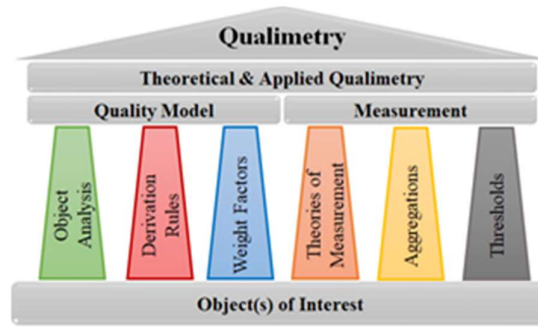 Qualimetry
Theoretical & Applied Qualimetry
Quality Model
Measurement
Object
Analysis
Derivation
Rules
Weight Factors
Theories of
Measurement
Aggregations
Thresholds
Object(s) of Interest